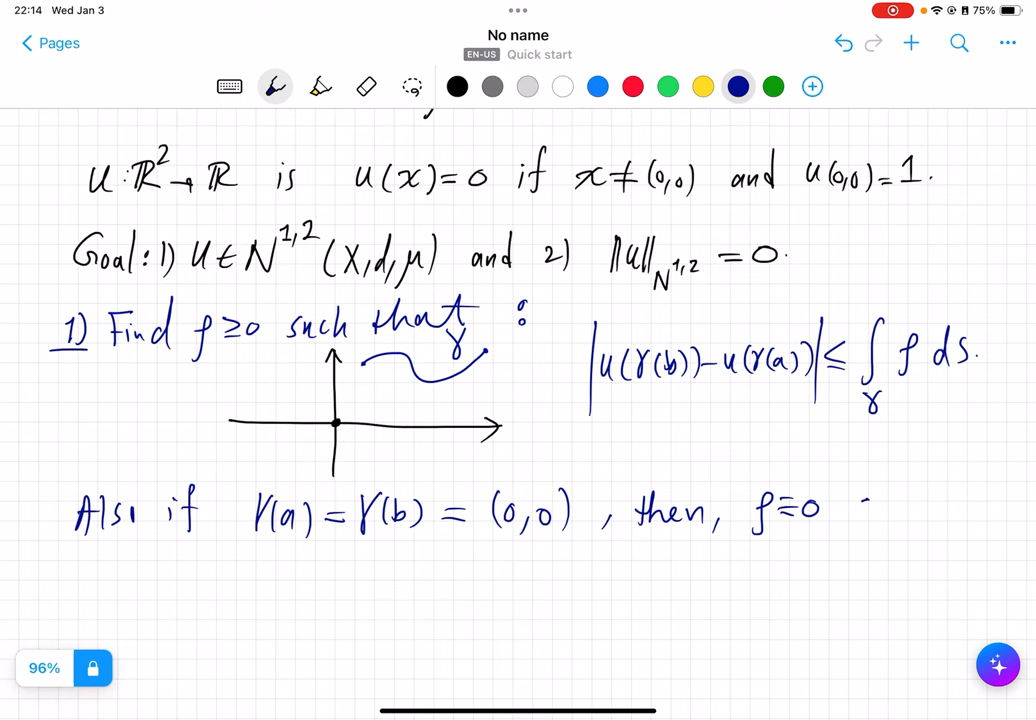 22:14 Wed Jan 3
75%
Pages
No name
EN-US Quick start
u: ℝ² → ℝ is u(x)=0 if x≠(0,0) and u(0,0)=1.
Goal: 1) u∈N^{1,2}(X,d,μ) and 2) ‖u‖_{N^{1,2}} = 0.
1) Find ρ≥0 such that :
γ
|u(γ(b))-u(γ(a))| ≤ ∫_γ ρ ds.
Also if γ(a)=γ(b)=(0,0), then, ρ≡0
96%